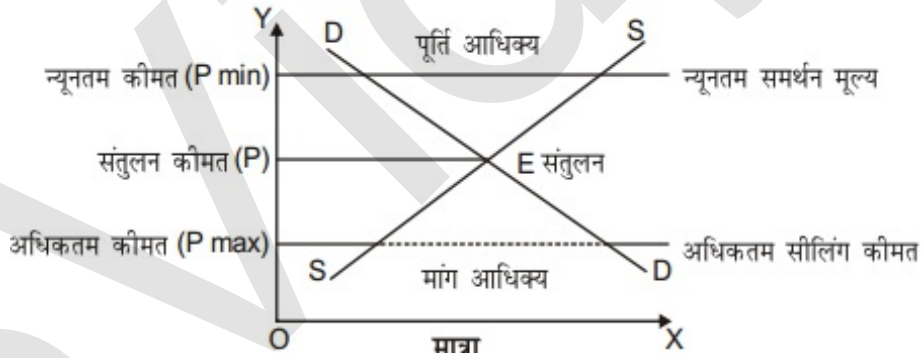 Y
D
पूर्ति आधिक्य
S
न्यूनतम कीमत (P min)
न्यूनतम समर्थन मूल्य
संतुलन कीमत (P)
E संतुलन
अधिकतम कीमत (P max)
अधिकतम सीलिंग कीमत
S
मांग आधिक्य
D
O
मात्रा
X